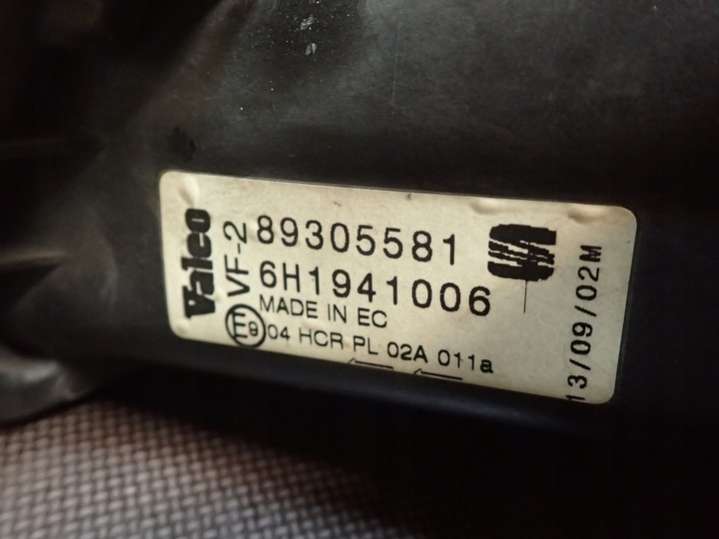 Valeo
VF-2
89305581
6H1941006
MADE IN EC
E9 04 HCR PL 02A 011a
13/09/02M